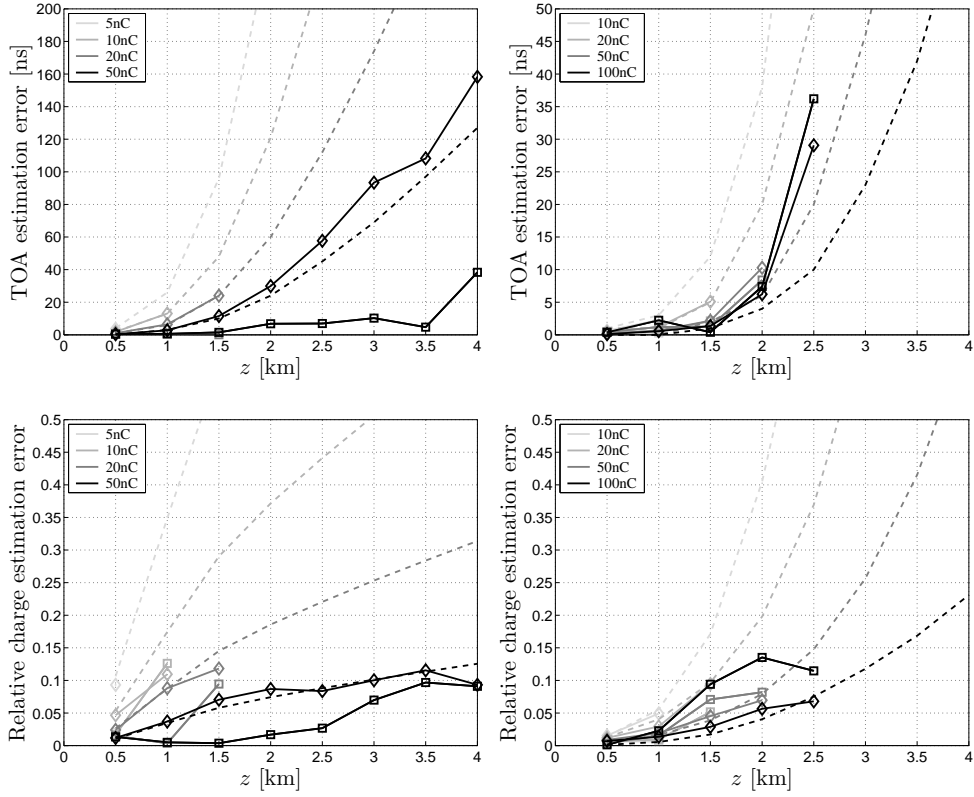 TOA estimation error [ns]
200
180
160
140
120
100
80
60
40
20
0
5nC
10nC
20nC
50nC
0 0.5 1 1.5 2 2.5 3 3.5 4
z [km]
TOA estimation error [ns]
50
45
40
35
30
25
20
15
10
5
0
10nC
20nC
50nC
100nC
0 0.5 1 1.5 2 2.5 3 3.5 4
z [km]
Relative charge estimation error
0.5
0.45
0.4
0.35
0.3
0.25
0.2
0.15
0.1
0.05
0
5nC
10nC
20nC
50nC
0 0.5 1 1.5 2 2.5 3 3.5 4
z [km]
Relative charge estimation error
0.5
0.45
0.4
0.35
0.3
0.25
0.2
0.15
0.1
0.05
0
10nC
20nC
50nC
100nC
0 0.5 1 1.5 2 2.5 3 3.5 4
z [km]